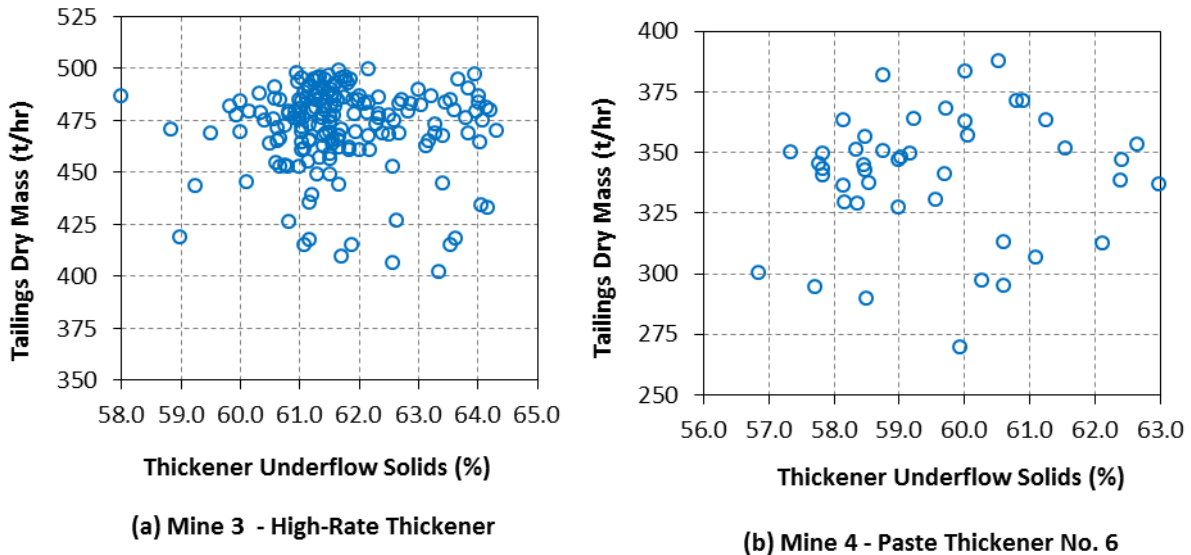 525
500
475
450
425
400
375
350
Tailings Dry Mass (t/hr)
58.0 59.0 60.0 61.0 62.0 63.0 64.0 65.0
Thickener Underflow Solids (%)
(a) Mine 3 - High-Rate Thickener
400
375
350
325
300
275
250
Tailings Dry Mass (t/hr)
56.0 57.0 58.0 59.0 60.0 61.0 62.0 63.0
Thickener Underflow Solids (%)
(b) Mine 4 - Paste Thickener No. 6